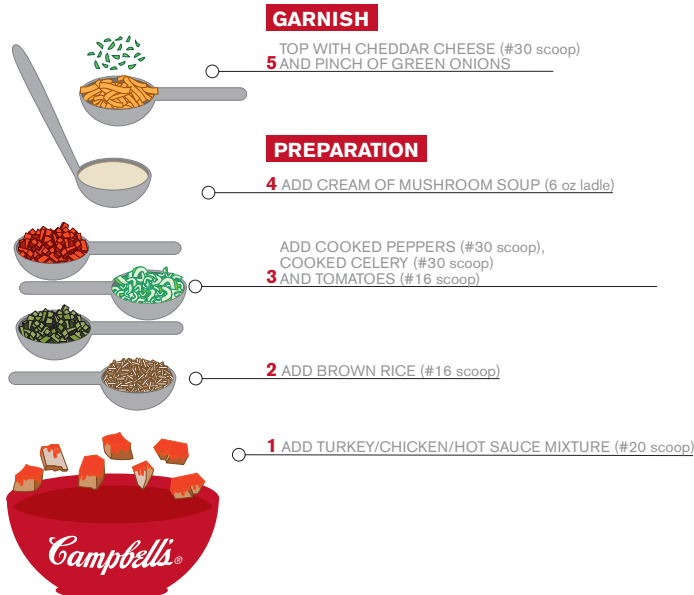 GARNISH
TOP WITH CHEDDAR CHEESE (#30 scoop)
5 AND PINCH OF GREEN ONIONS
PREPARATION
4 ADD CREAM OF MUSHROOM SOUP (6 oz ladle)
ADD COOKED PEPPERS (#30 scoop),
COOKED CELERY (#30 scoop)
3 AND TOMATOES (#16 scoop)
2 ADD BROWN RICE (#16 scoop)
1 ADD TURKEY/CHICKEN/HOT SAUCE MIXTURE (#20 scoop)
Campbell's®